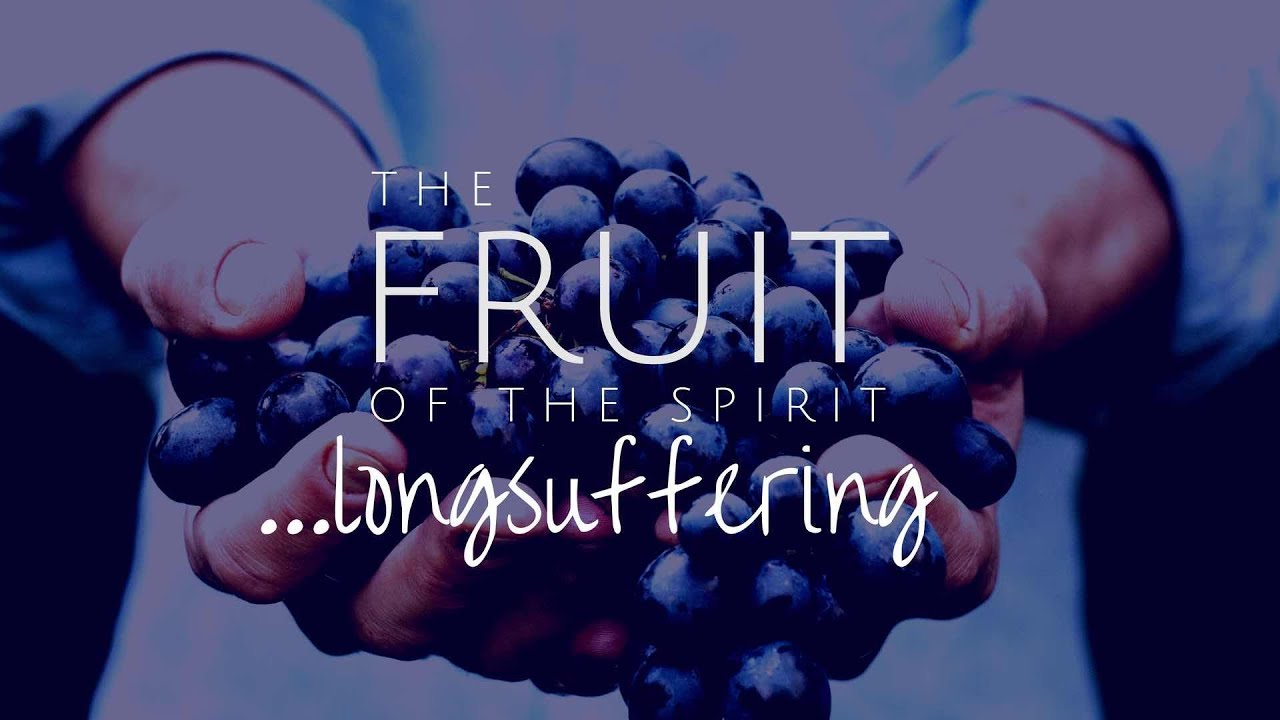 THE
FRUIT
OF THE SPIRIT
...longsuffering